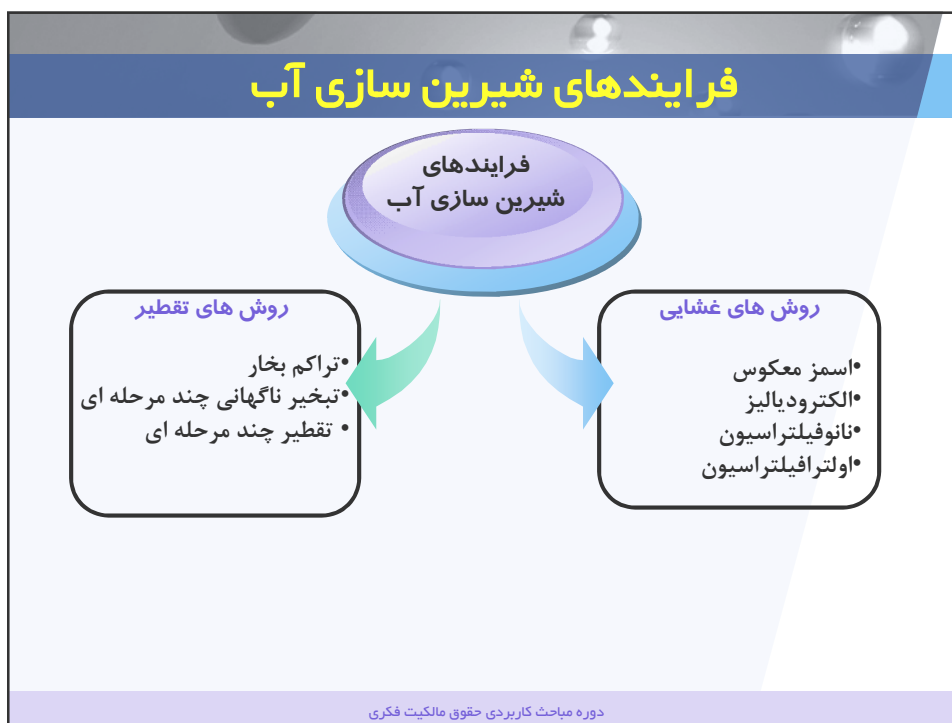 فرایندهای شیرین سازی آب
فرایندهای
شیرین سازی آب
روش های غشایی
•اسمز معکوس
•الکترودیالیز
•نانوفیلتراسیون
•اولترافیلتراسیون
روش های تقطیر
•تراکم بخار
•تبخیر ناگهانی چند مرحله ای
• تقطیر چند مرحله ای
دوره مباحث کاربردی حقوق مالکیت فکری